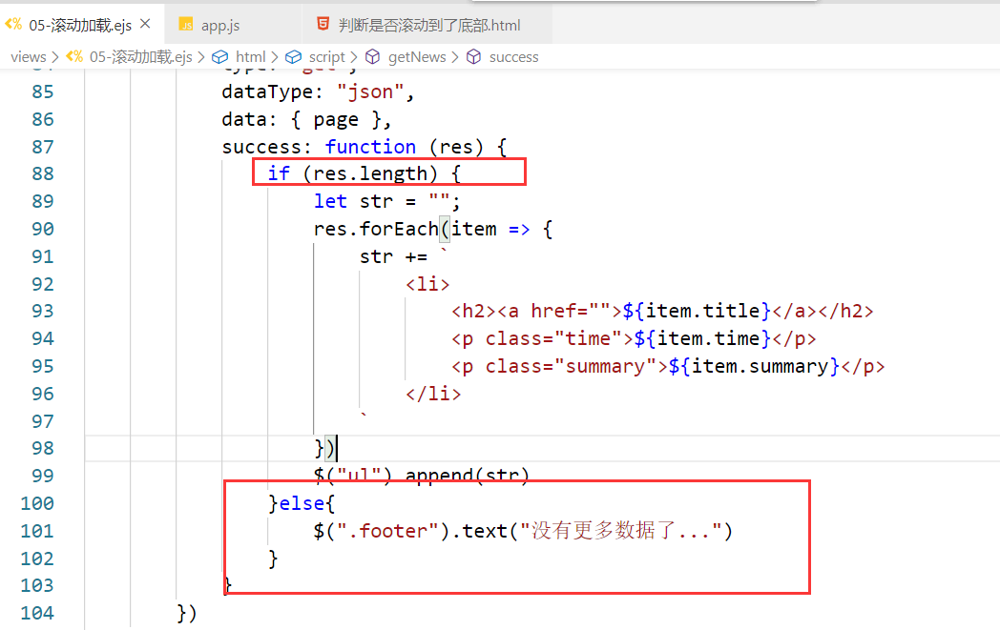 05-滚动加载.ejs
JS app.js
判断是否滚动到了底部.html
views > 05-滚动加载.ejs > html > script > getNews > success
85 dataType: "json",
86 data: { page },
87 success: function (res) {
88 if (res.length) {
89 let str = "";
90 res.forEach(item => {
91 str += `
92 <li>
93 <h2><a href="">${item.title}</a></h2>
94 <p class="time">${item.time}</p>
95 <p class="summary">${item.summary}</p>
96 </li>
97 `
98 })
99 $("ul").append(str)
100 }else{
101 $(".footer").text("没有更多数据了...")
102 }
103 }
104 })